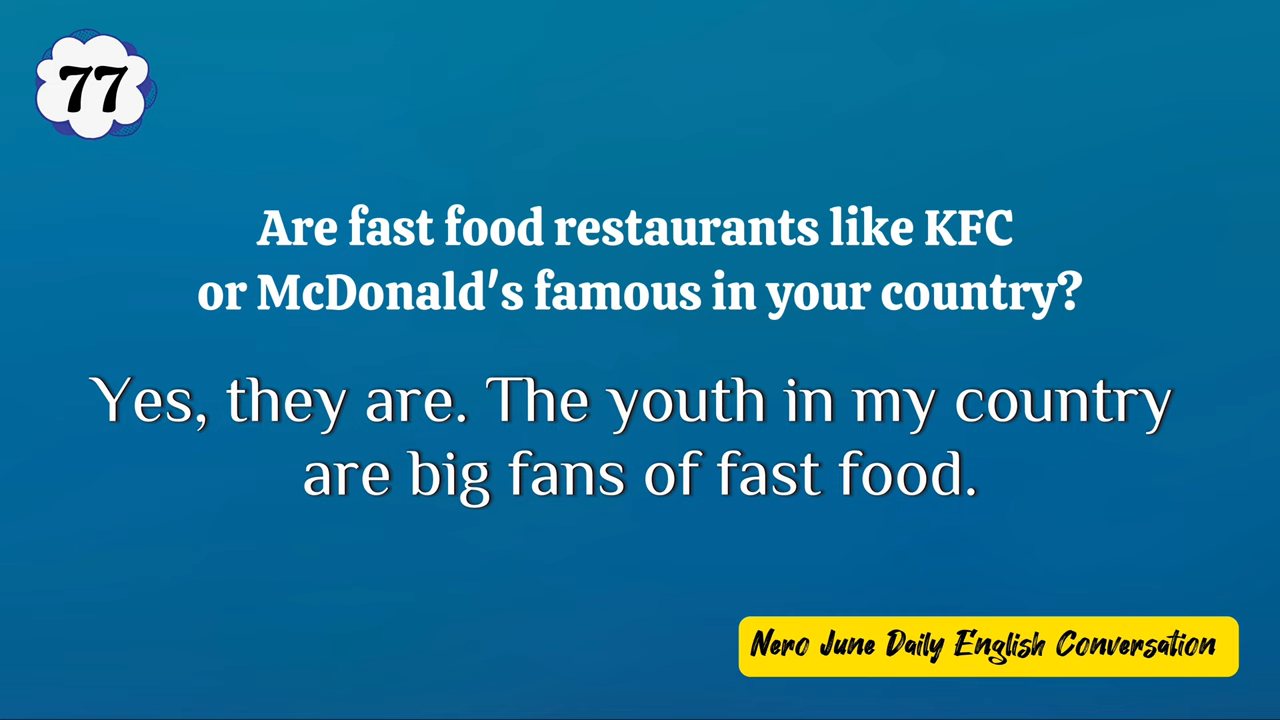 77
Are fast food restaurants like KFC
or McDonald's famous in your country?
Yes, they are. The youth in my country
are big fans of fast food.
Nero June Daily English Conversation